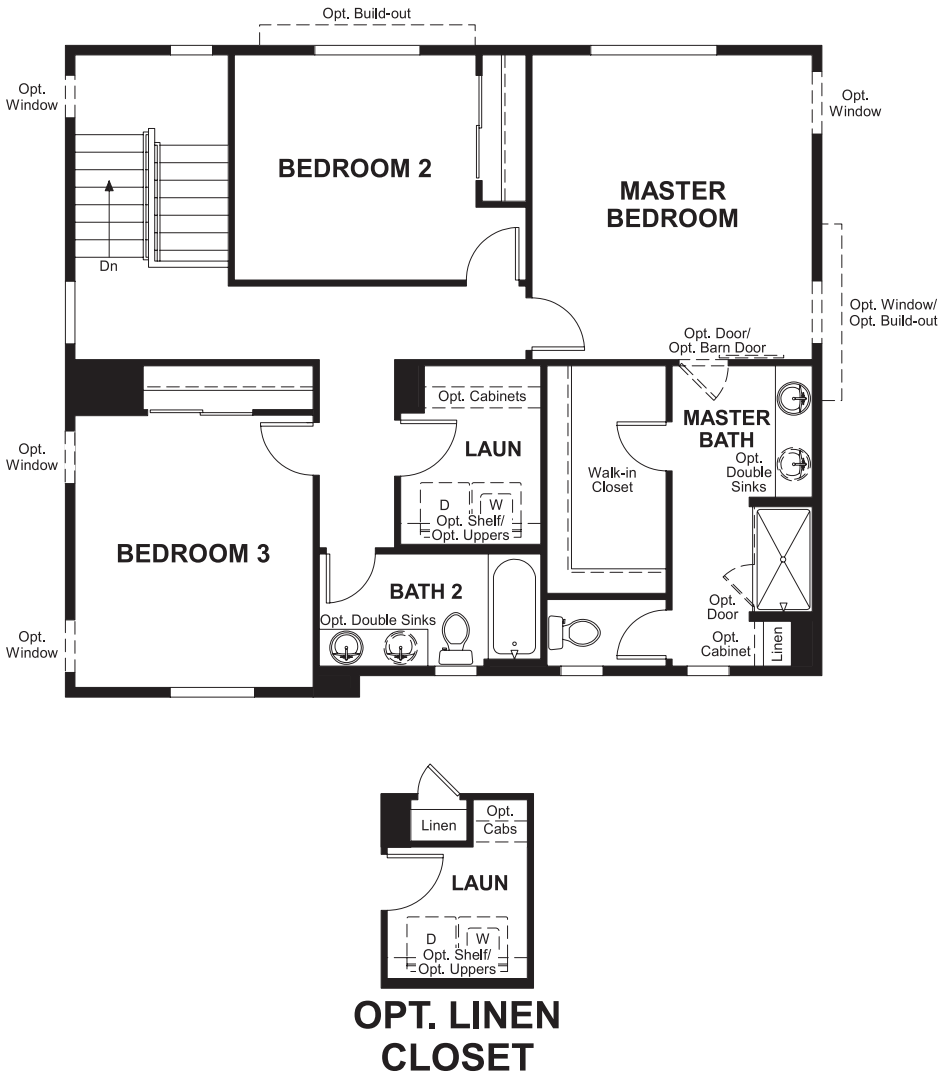 Opt. Build-out
Opt.
Window
BEDROOM 2
MASTER
BEDROOM
Opt.
Window
Dn
Opt. Window/
Opt. Build-out
Opt. Door/
Opt. Barn Door
Opt. Cabinets
MASTER
BATH
Opt.
Double
Sinks
Opt.
Window
LAUN
Walk-in
Closet
D
W
Opt. Shelf/
Opt. Uppers
BEDROOM 3
BATH 2
Opt. Double Sinks
Opt.
Door
Opt.
Cabinet
Linen
Opt.
Window
Linen
Opt.
Cabs
LAUN
D
W
Opt. Shelf/
Opt. Uppers
OPT. LINEN
CLOSET